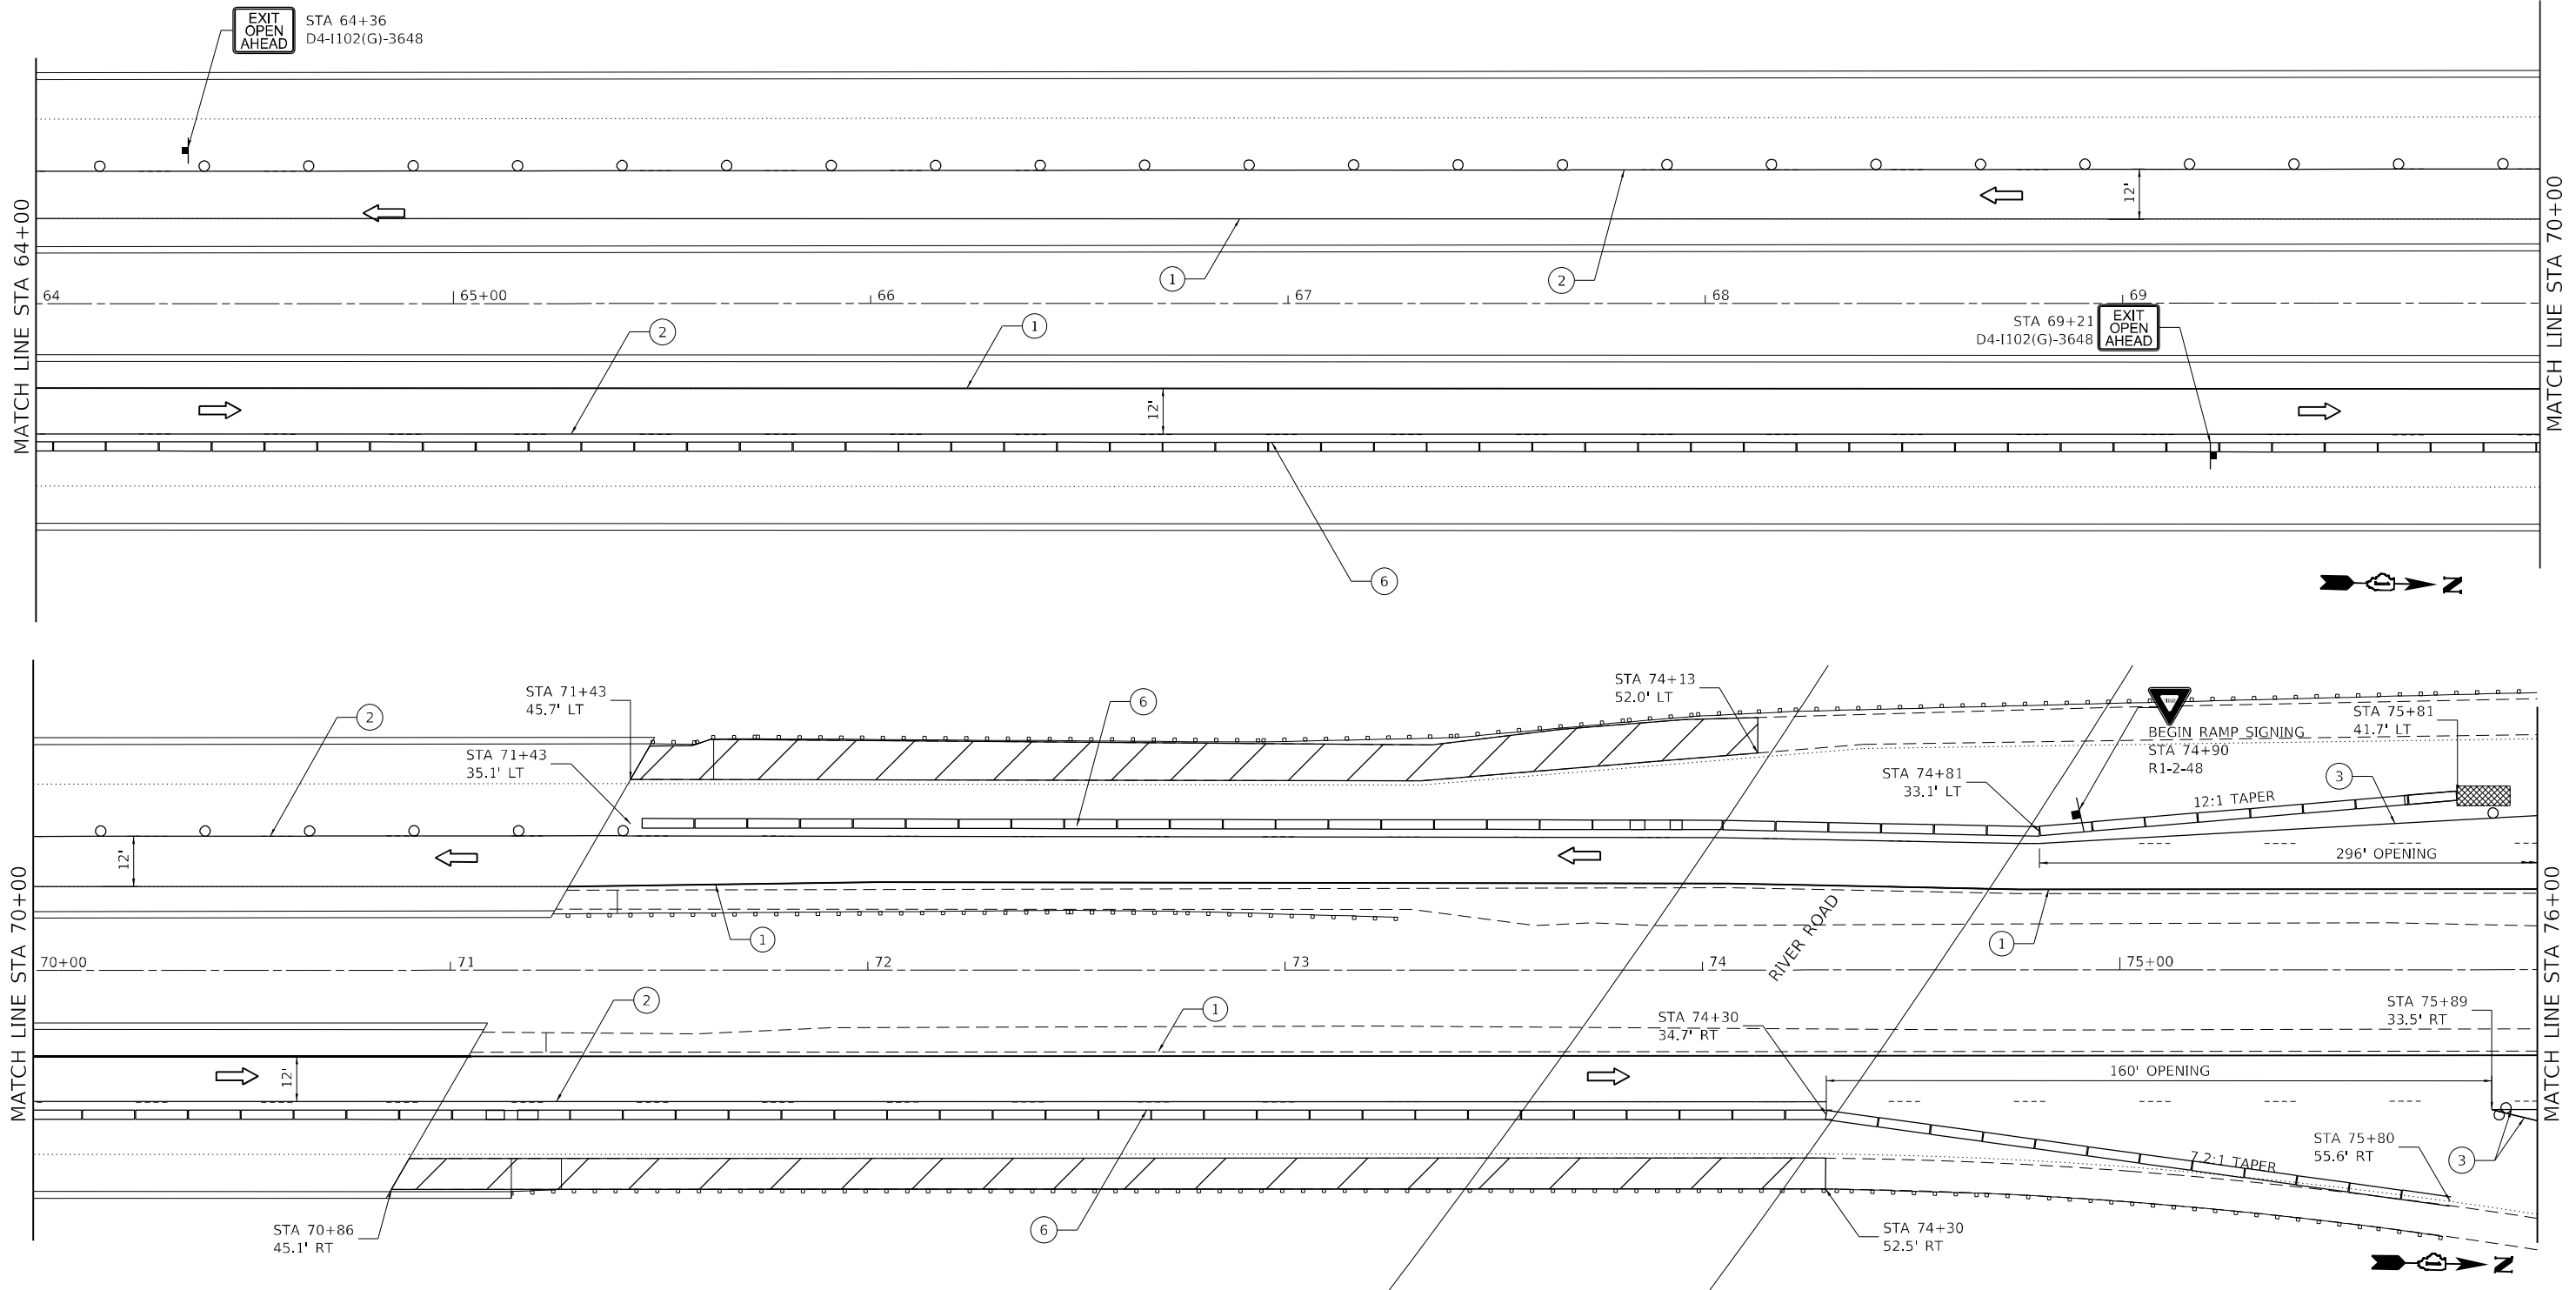 EXIT
OPEN
AHEAD
STA 64+36
D4-I102(G)-3648
MATCH LINE STA 64+00
MATCH LINE STA 70+00
12'
1
2
64
65+00
66
67
68
69
2
1
STA 69+21
D4-I102(G)-3648
EXIT
OPEN
AHEAD
12'
6
N
MATCH LINE STA 70+00
MATCH LINE STA 76+00
STA 71+43
45.7' LT
2
6
STA 74+13
52.0' LT
STA 71+43
35.1' LT
BEGIN RAMP SIGNING
STA 74+90
R1-2-48
STA 75+81
41.7' LT
STA 74+81
33.1' LT
12:1 TAPER
3
12'
296' OPENING
1
1
RIVER ROAD
70+00
71
72
73
74
75+00
2
1
STA 74+30
34.7' RT
STA 75+89
33.5' RT
12'
160' OPENING
7.2:1 TAPER
STA 75+80
55.6' RT
3
STA 70+86
45.1' RT
6
STA 74+30
52.5' RT
N